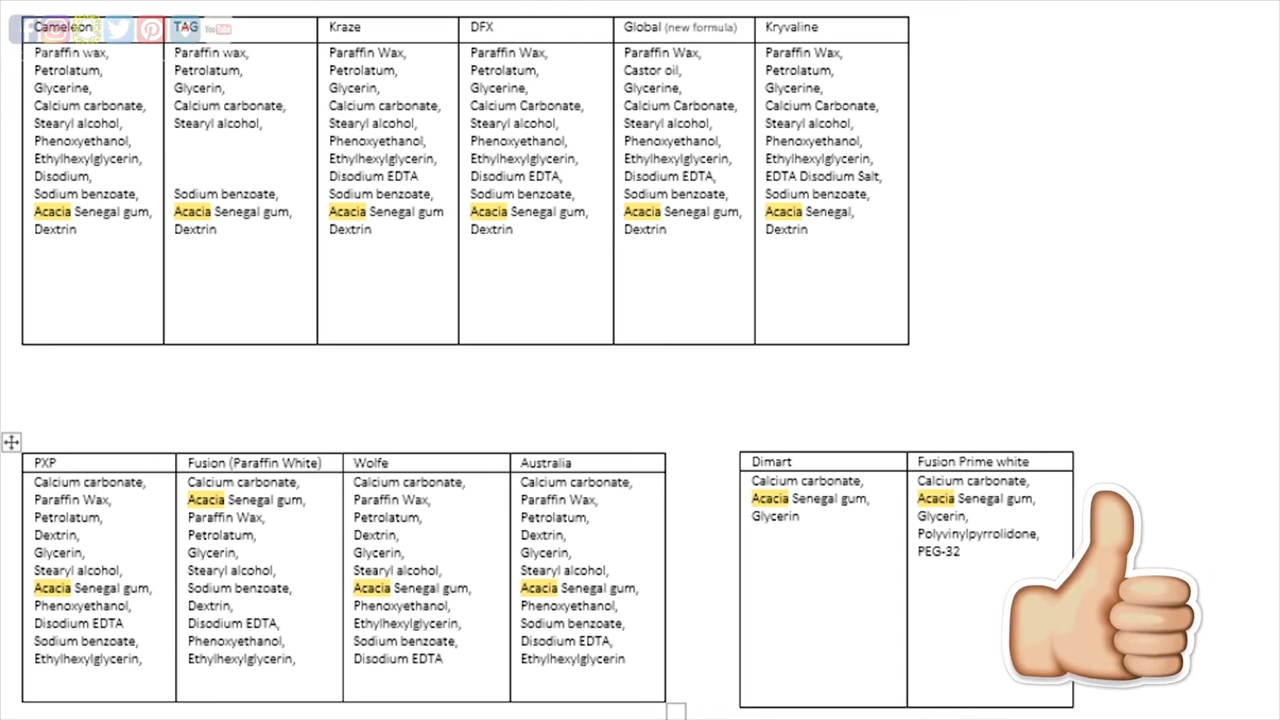 Cameleon
Paraffin wax,
Petrolatum,
Glycerine,
Calcium carbonate,
Stearyl alcohol,
Phenoxyethanol,
Ethylhexylglycerin,
Disodium,
Sodium benzoate,
Acacia Senegal gum,
Dextrin
TAG
Paraffin wax,
Petrolatum,
Glycerin,
Calcium carbonate,
Stearyl alcohol,
Sodium benzoate,
Acacia Senegal gum,
Dextrin
Kraze
Paraffin Wax,
Petrolatum,
Glycerin,
Calcium carbonate,
Stearyl alcohol,
Phenoxyethanol,
Ethylhexylglycerin,
Disodium EDTA
Sodium benzoate,
Acacia Senegal gum
Dextrin
DFX
Paraffin Wax,
Petrolatum,
Glycerine,
Calcium Carbonate,
Stearyl alcohol,
Phenoxyethanol,
Ethylhexylglycerin,
Disodium EDTA,
Sodium benzoate,
Acacia Senegal gum,
Dextrin
Global (new formula)
Paraffin Wax,
Castor oil,
Glycerine,
Calcium Carbonate,
Stearyl alcohol,
Phenoxyethanol,
Ethylhexylglycerin,
Disodium EDTA,
Sodium benzoate,
Acacia Senegal gum,
Dextrin
Kryvaline
Paraffin Wax,
Petrolatum,
Glycerine,
Calcium Carbonate,
Stearyl alcohol,
Phenoxyethanol,
Ethylhexylglycerin,
EDTA Disodium Salt,
Sodium benzoate,
Acacia Senegal,
Dextrin
You Tube
PXP
Calcium carbonate,
Paraffin Wax,
Petrolatum,
Dextrin,
Glycerin,
Stearyl alcohol,
Acacia Senegal gum,
Phenoxyethanol,
Disodium EDTA
Sodium benzoate,
Ethylhexylglycerin,
Fusion (Paraffin White)
Calcium carbonate,
Acacia Senegal gum,
Paraffin Wax,
Petrolatum,
Glycerin,
Stearyl alcohol,
Sodium benzoate,
Dextrin,
Disodium EDTA,
Phenoxyethanol,
Ethylhexylglycerin,
Wolfe
Calcium carbonate,
Paraffin Wax,
Petrolatum,
Dextrin,
Glycerin,
Stearyl alcohol,
Acacia Senegal gum,
Phenoxyethanol,
Ethylhexylglycerin,
Sodium benzoate,
Disodium EDTA
Australia
Calcium carbonate,
Paraffin Wax,
Petrolatum,
Dextrin,
Glycerin,
Stearyl alcohol,
Acacia Senegal gum,
Phenoxyethanol,
Sodium benzoate,
Disodium EDTA,
Ethylhexylglycerin
Dimart
Calcium carbonate,
Acacia Senegal gum,
Glycerin
Fusion Prime white
Calcium carbonate,
Acacia Senegal gum,
Glycerin,
Polyvinylpyrrolidone,
PEG-32